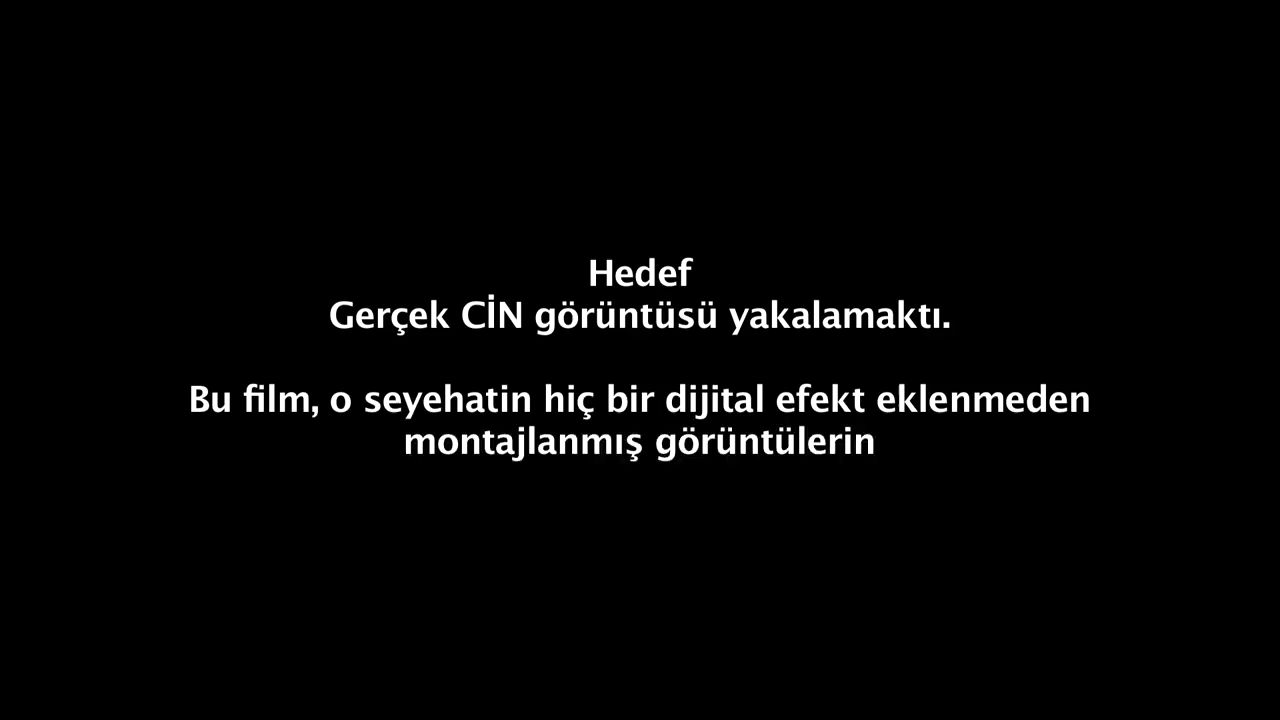 Hedef
Gerçek CİN görüntüsü yakalamaktı.
Bu film, o seyehatin hiç bir dijital efekt eklenmeden
montajlanmış görüntülerin